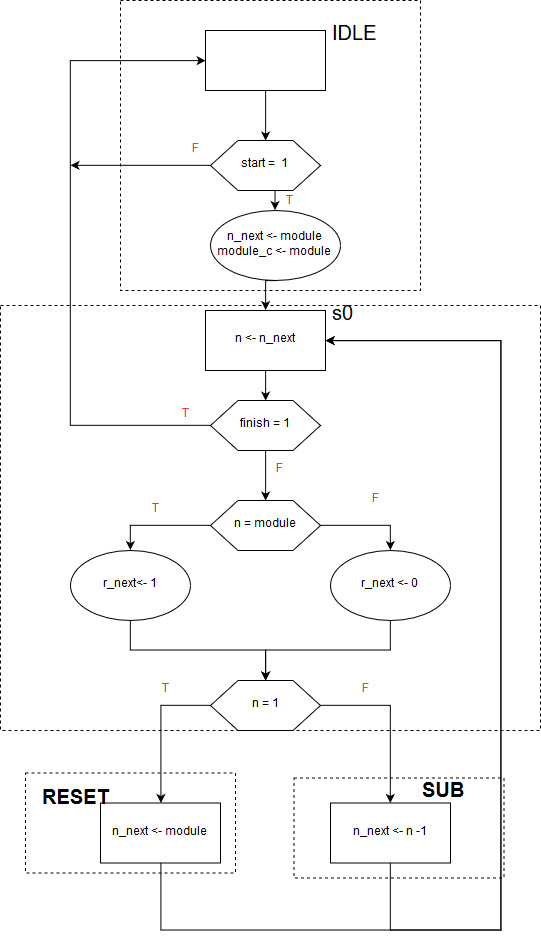 IDLE
start = 1
F
T
n_next <- module
module_c <- module
s0
n <- n_next
T
finish = 1
F
T
n = module
F
r_next<- 1
r_next <- 0
T
n = 1
F
RESET
n_next <- module
SUB
n_next <- n -1